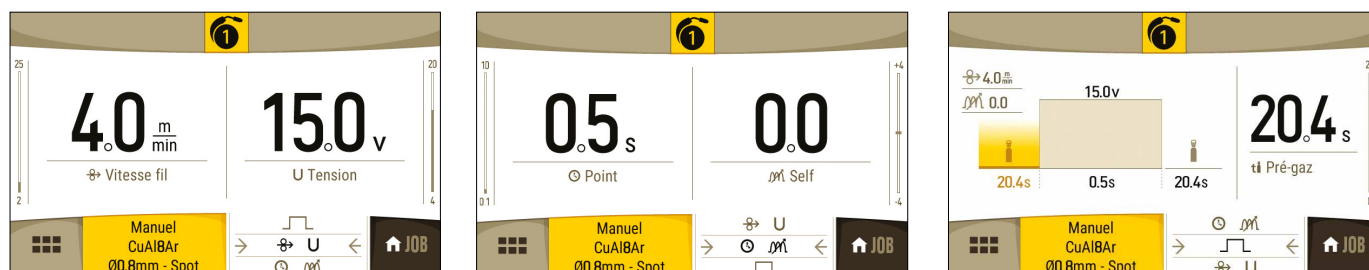 1
25
20
4.0 m/min
15.0 v
Vitesse fil
U Tension
2
4
Manuel
CuAl8Ar
Ø0.8mm - Spot
U
JOB
1
10
+4
0.5 s
0.0
Point
Self
0.1
-4
Manuel
CuAl8Ar
Ø0.8mm - Spot
U
JOB
1
4.0 m/min
0.0
15.0v
20.4s
0.5s
20.4s
20.4 s
Pré-gaz
Manuel
CuAl8Ar
Ø0.8mm - Spot
U
JOB